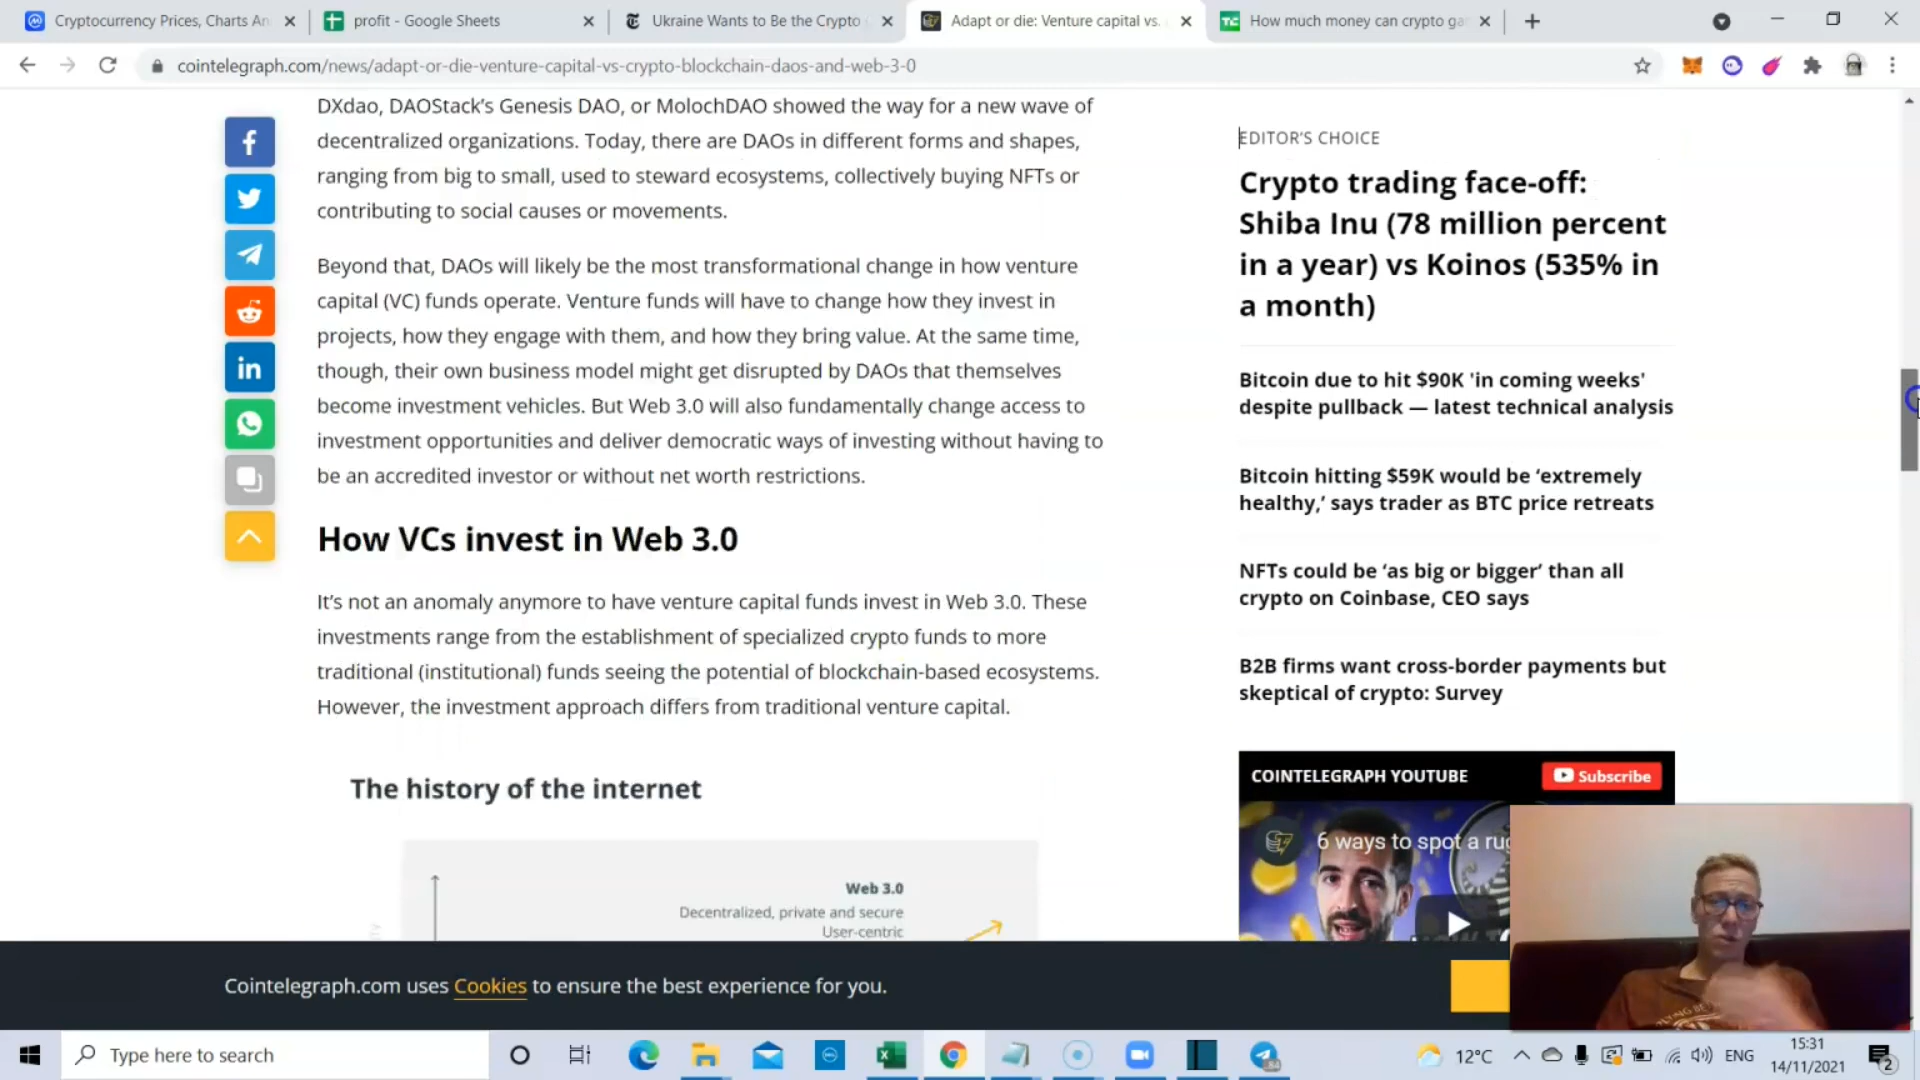 Cryptocurrency Prices, Charts An
profit - Google Sheets
Ukraine Wants to Be the Crypto
Adapt or die: Venture capital vs.
How much money can crypto ga
cointelegraph.com/news/adapt-or-die-venture-capital-vs-crypto-blockchain-daos-and-web-3-0
DXdao, DAOStack's Genesis DAO, or MolochDAO showed the way for a new wave of
decentralized organizations. Today, there are DAOs in different forms and shapes,
ranging from big to small, used to steward ecosystems, collectively buying NFTs or
contributing to social causes or movements.
Beyond that, DAOs will likely be the most transformational change in how venture
capital (VC) funds operate. Venture funds will have to change how they invest in
projects, how they engage with them, and how they bring value. At the same time,
though, their own business model might get disrupted by DAOs that themselves
become investment vehicles. But Web 3.0 will also fundamentally change access to
investment opportunities and deliver democratic ways of investing without having to
be an accredited investor or without net worth restrictions.
How VCs invest in Web 3.0
It's not an anomaly anymore to have venture capital funds invest in Web 3.0. These
investments range from the establishment of specialized crypto funds to more
traditional (institutional) funds seeing the potential of blockchain-based ecosystems.
However, the investment approach differs from traditional venture capital.
The history of the internet
Web 3.0
Decentralized, private and secure
User-centric
EDITOR'S CHOICE
Crypto trading face-off:
Shiba Inu (78 million percent
in a year) vs Koinos (535% in
a month)
Bitcoin due to hit $90K 'in coming weeks'
despite pullback — latest technical analysis
Bitcoin hitting $59K would be ‘extremely
healthy,’ says trader as BTC price retreats
NFTs could be ‘as big or bigger’ than all
crypto on Coinbase, CEO says
B2B firms want cross-border payments but
skeptical of crypto: Survey
COINTELEGRAPH YOUTUBE
Subscribe
6 ways to spot a rug
Cointelegraph.com uses Cookies to ensure the best experience for you.
Type here to search
12°C
ENG
15:31
14/11/2021
2